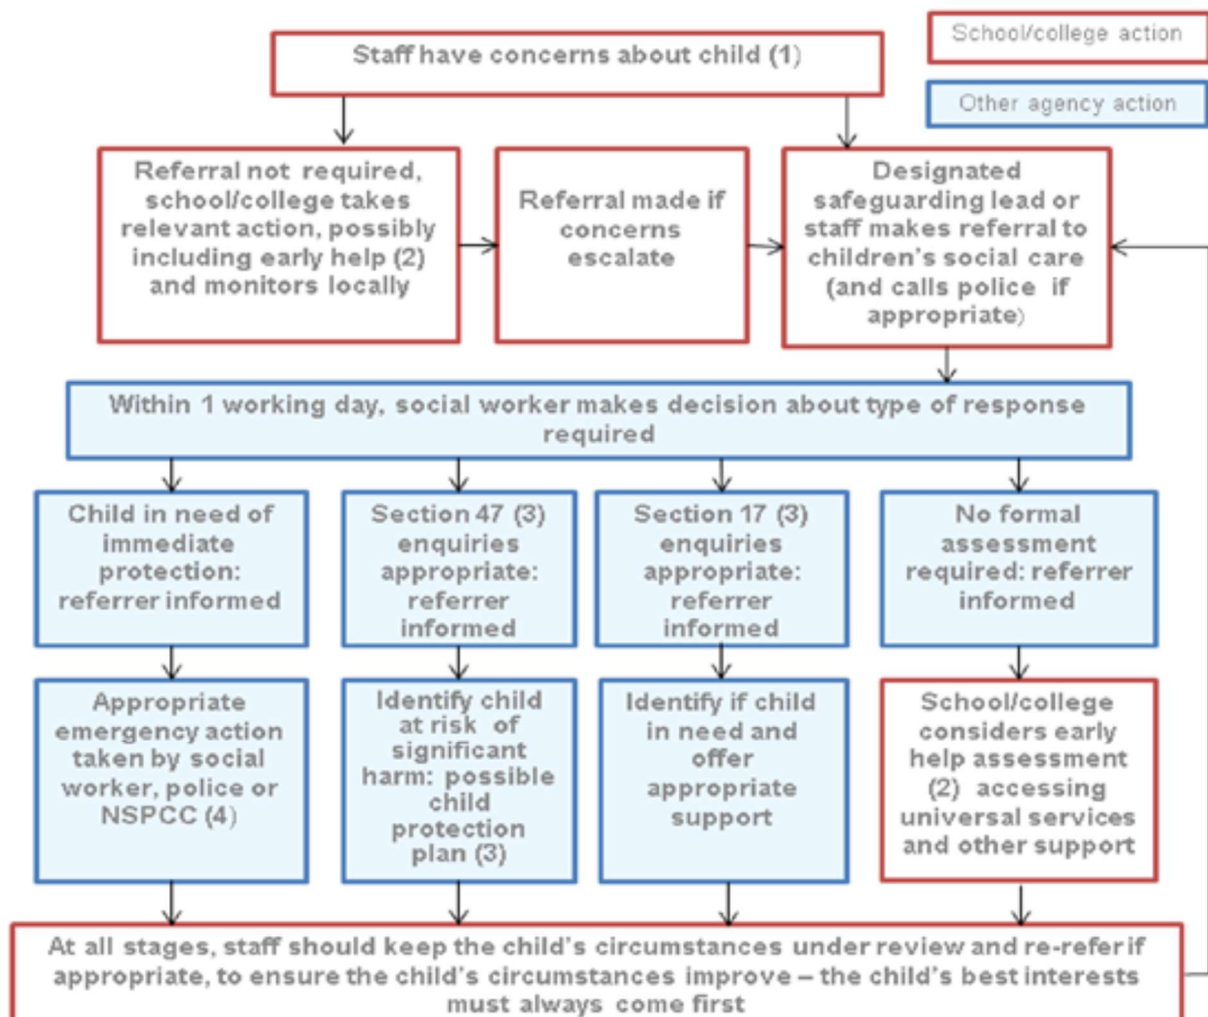 Staff have concerns about child (1)
School/college action
Other agency action
Referral not required,
school/college takes
relevant action, possibly
including early help (2)
and monitors locally
Referral made if
concerns
escalate
Designated
safeguarding lead or
staff makes referral to
children's social care
(and calls police if
appropriate)
Within 1 working day, social worker makes decision about type of response
required
Child in need of
immediate
protection:
referrer informed
Section 47 (3)
enquiries
appropriate:
referrer
informed
Section 17 (3)
enquiries
appropriate:
referrer
informed
No formal
assessment
required: referrer
informed
Appropriate
emergency action
taken by social
worker, police or
NSPCC (4)
Identify child
at risk of
significant
harm: possible
child
protection
plan (3)
Identify if child
in need and
offer
appropriate
support
School/college
considers early
help assessment
(2) accessing
universal services
and other support
At all stages, staff should keep the child's circumstances under review and re-refer if
appropriate, to ensure the child's circumstances improve – the child's best interests
must always come first